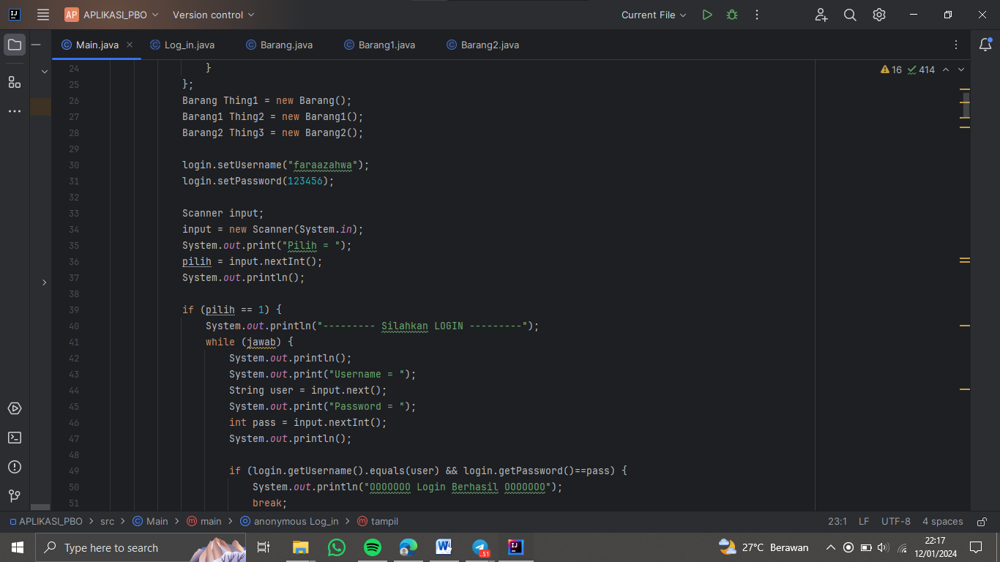 AP APLIKASI_PBO Version control Current File
Main.java Log_in.java Barang.java Barang1.java Barang2.java
16 414
24 }
25 };
26 Barang Thing1 = new Barang();
27 Barang1 Thing2 = new Barang1();
28 Barang2 Thing3 = new Barang2();
29
30 login.setUsername("faraazahwa");
31 login.setPassword(123456);
32
33 Scanner input;
34 input = new Scanner(System.in);
35 System.out.print("Pilih = ");
36 pilih = input.nextInt();
37 System.out.println();
38
39 if (pilih == 1) {
40 System.out.println("--------- Silahkan LOGIN ---------");
41 while (jawab) {
42 System.out.println();
43 System.out.print("Username = ");
44 String user = input.next();
45 System.out.print("Password = ");
46 int pass = input.nextInt();
47 System.out.println();
48
49 if (login.getUsername().equals(user) && login.getPassword()==pass) {
50 System.out.println("OOOOOOO Login Berhasil OOOOOOO");
51 break;
APLIKASI_PBO > src > Main > main > anonymous Log_in > tampil 23:1 LF UTF-8 4 spaces
Type here to search 51 27°C Berawan 22:17
12/01/2024